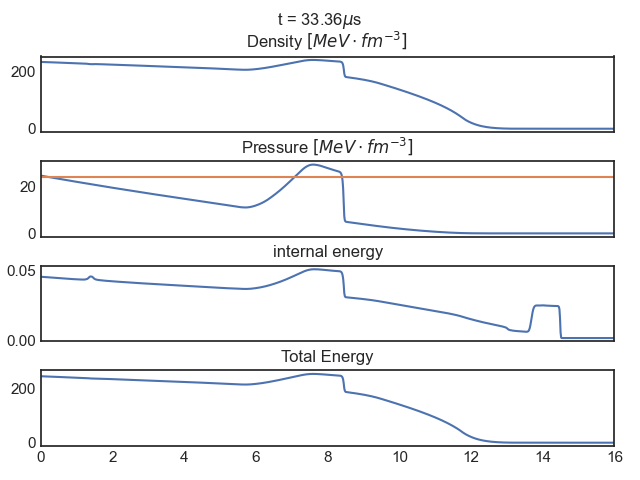 t = 33.36μs
Density [MeV · fm⁻³]
200
0
Pressure [MeV · fm⁻³]
20
0
internal energy
0.05
0.00
Total Energy
200
0
0 2 4 6 8 10 12 14 16